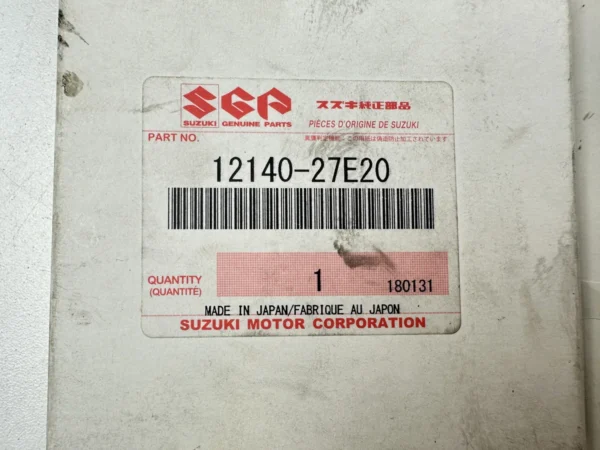 SGP
SUZUKI GENUINE PARTS
スズキ純正部品
PIÈCES D'ORIGINE DE SUZUKI
PART NO.
12140-27E20
QUANTITY
(QUANTITÉ)
1
180131
MADE IN JAPAN/FABRIQUE AU JAPON
SUZUKI MOTOR CORPORATION